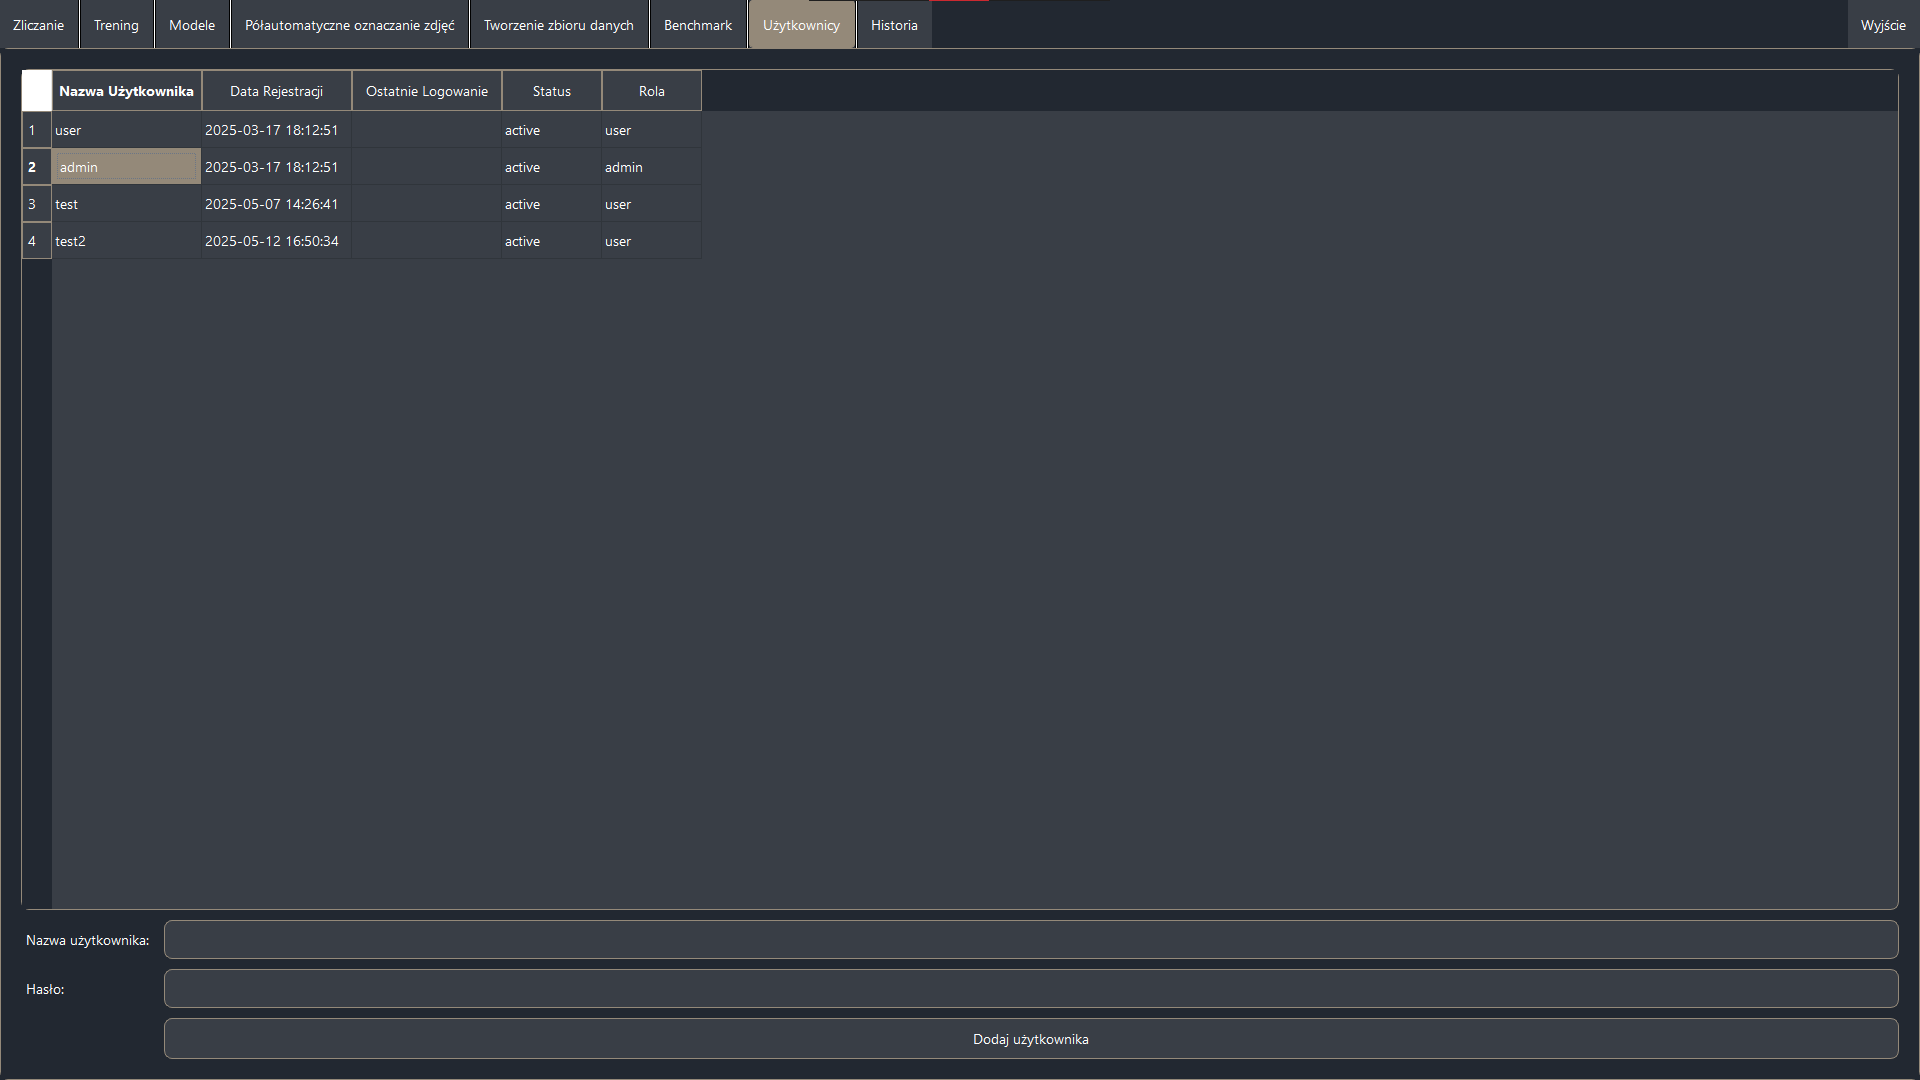 Zliczanie Trening Modele Półautomatyczne oznaczanie zdjęć Tworzenie zbioru danych Benchmark Użytkownicy Historia Wyjście
Nazwa Użytkownika Data Rejestracji Ostatnie Logowanie Status Rola
1 user 2025-03-17 18:12:51 active user
2 admin 2025-03-17 18:12:51 active admin
3 test 2025-05-07 14:26:41 active user
4 test2 2025-05-12 16:50:34 active user
Nazwa użytkownika:
Hasło:
Dodaj użytkownika